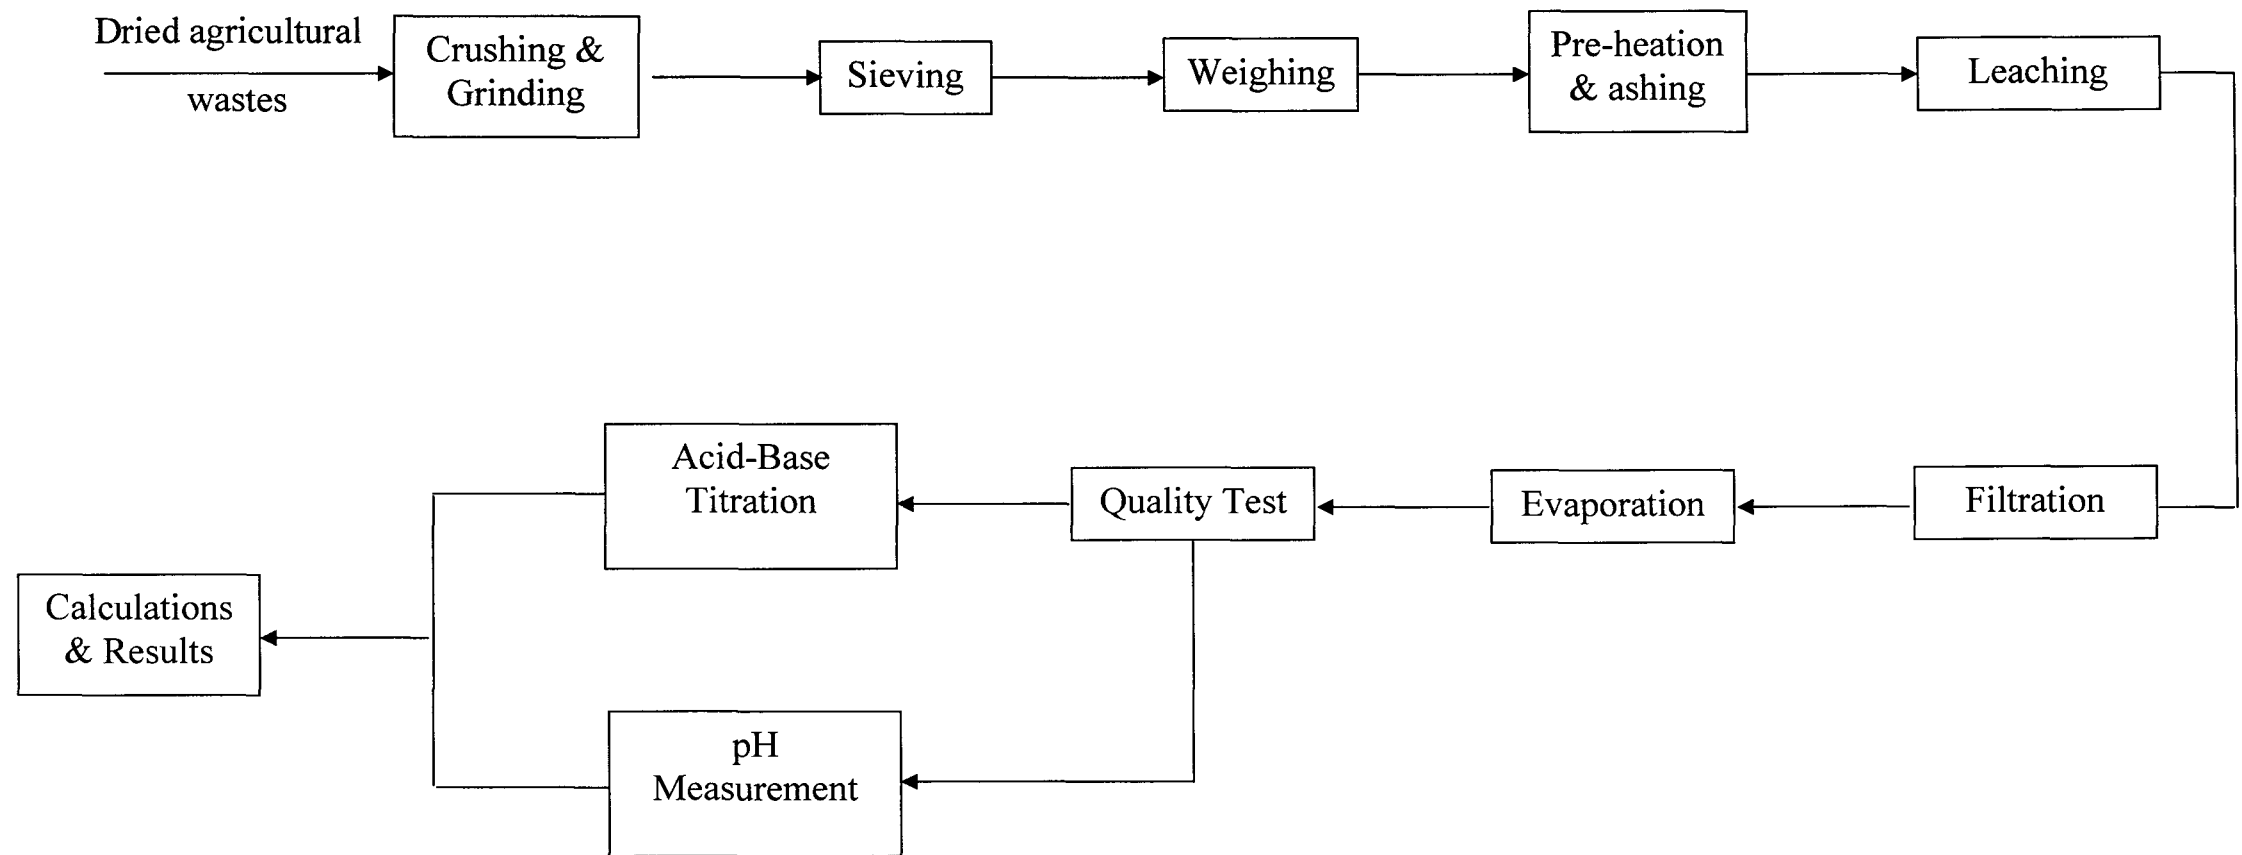 Dried agricultural
wastes
Crushing &
Grinding
Sieving
Weighing
Pre-heation
& ashing
Leaching
Filtration
Evaporation
Quality Test
Acid-Base
Titration
pH
Measurement
Calculations
& Results